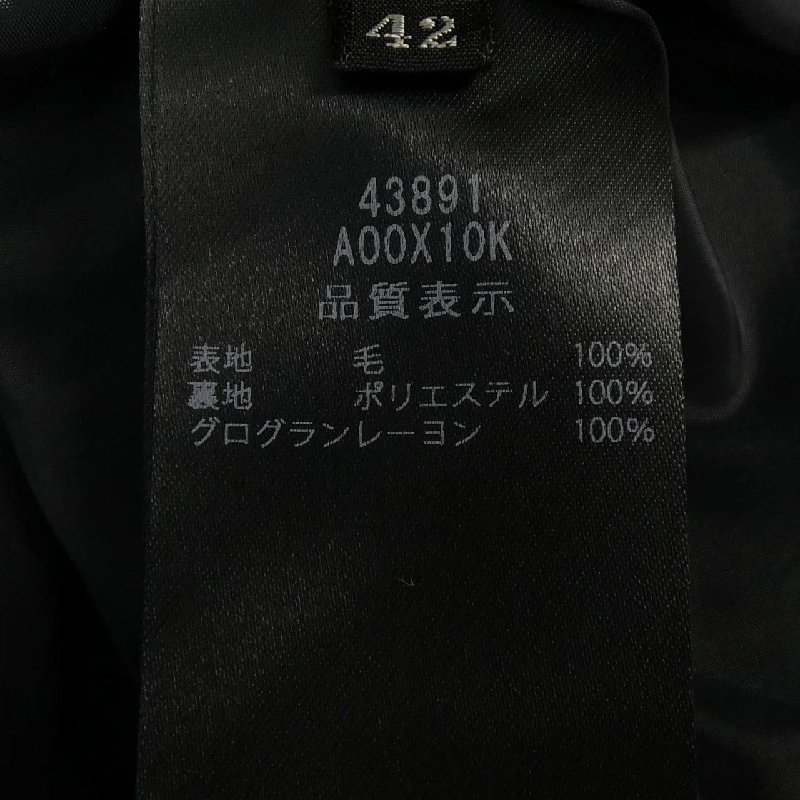 42
43891
A00X10K
品質表示
表地 毛 100%
裏地 ポリエステル 100%
グログランレーヨン 100%